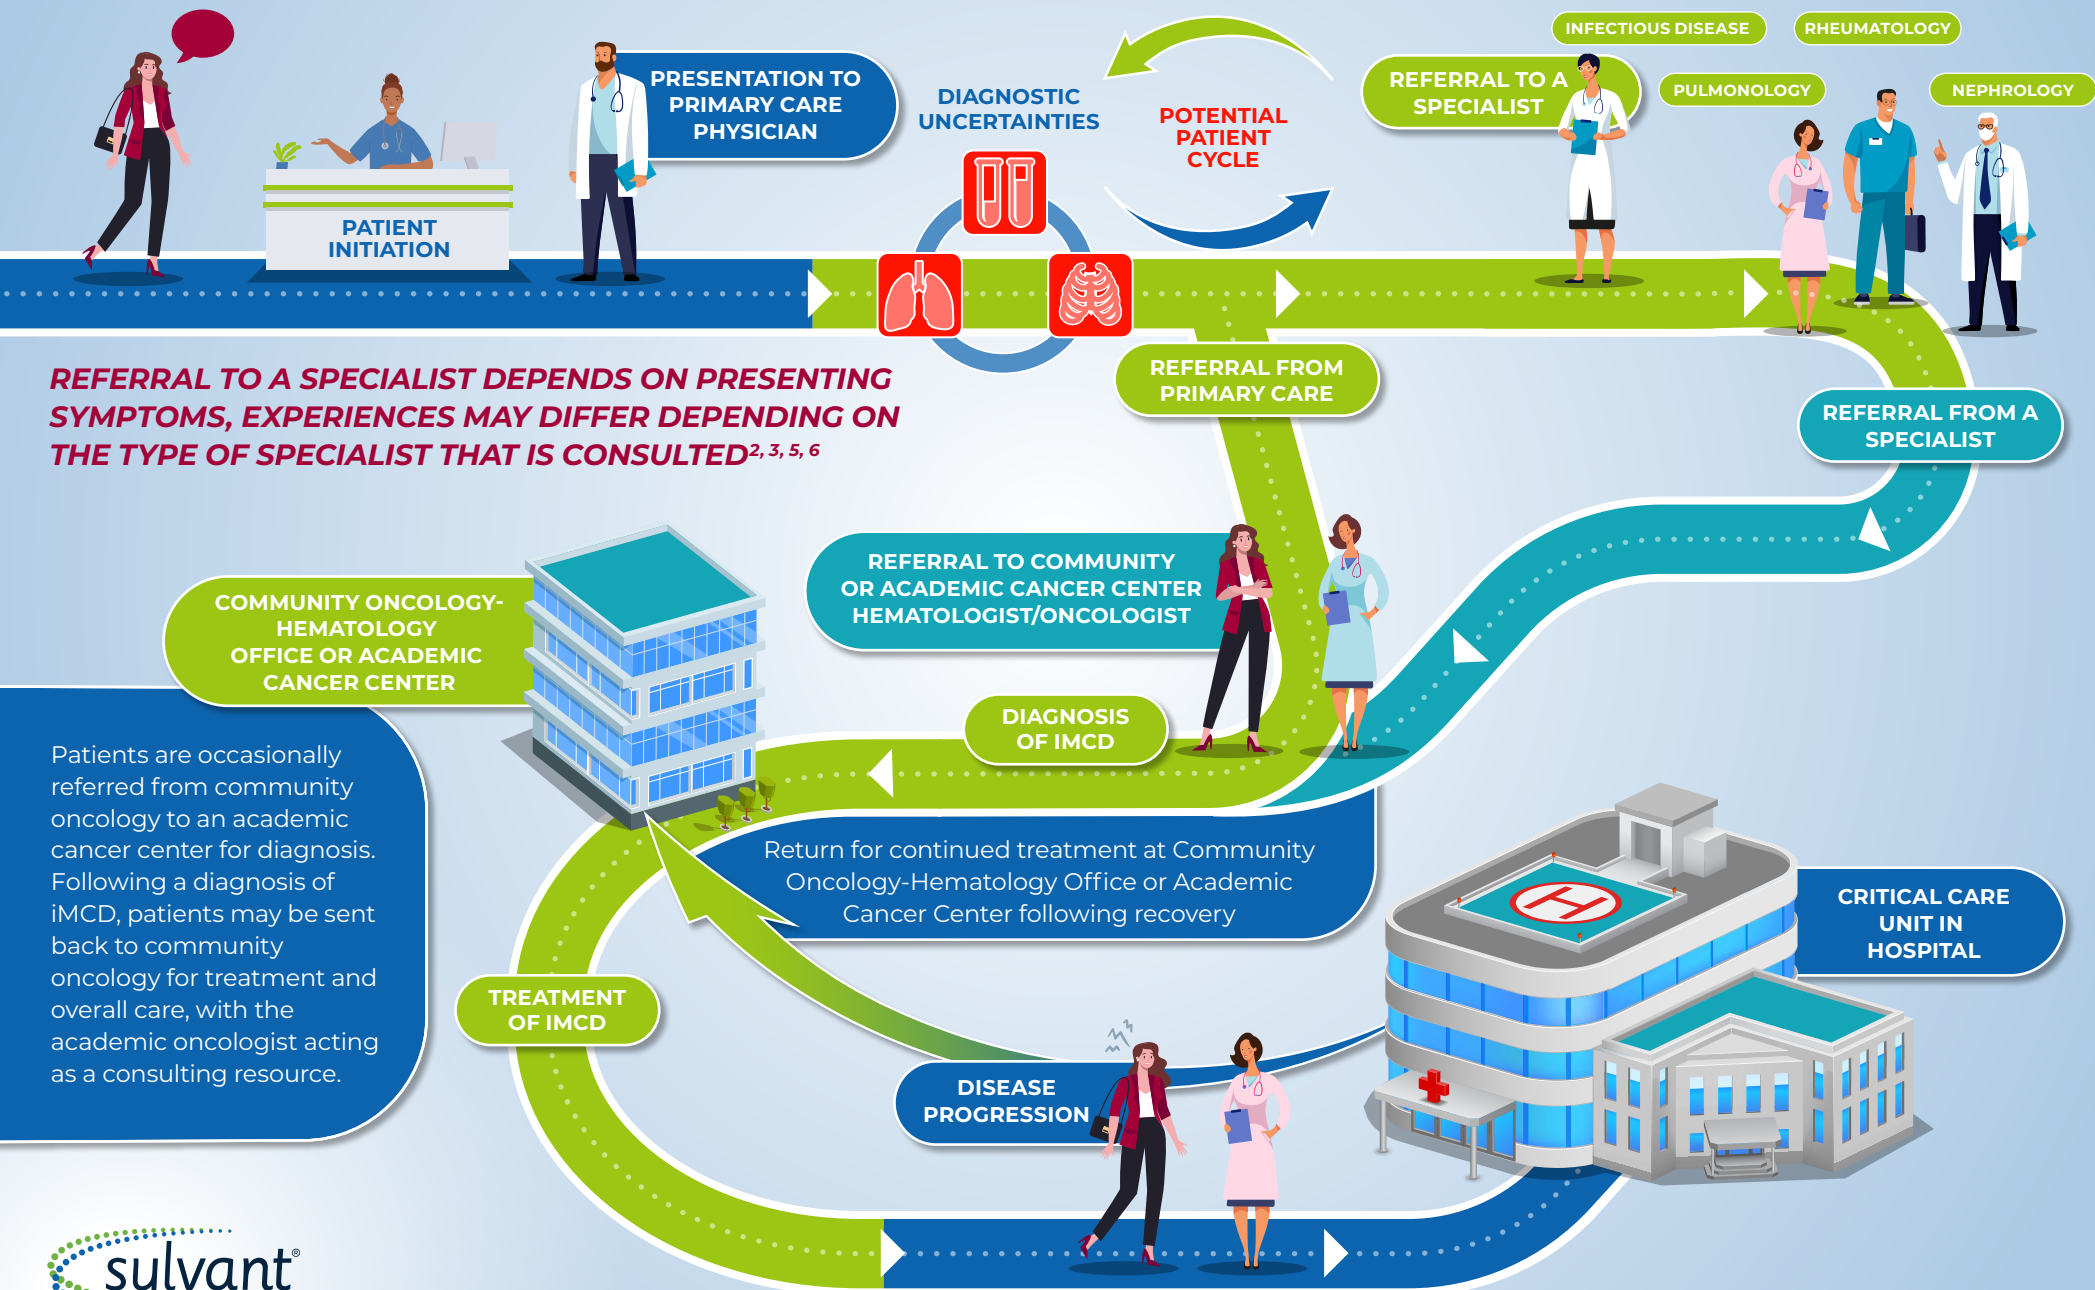 INFECTIOUS DISEASE
RHEUMATOLOGY
PULMONOLOGY
NEPHROLOGY
PRESENTATION TO
PRIMARY CARE
PHYSICIAN
DIAGNOSTIC
UNCERTAINTIES
POTENTIAL
PATIENT
CYCLE
REFERRAL TO A
SPECIALIST
PATIENT
INITIATION
REFERRAL FROM
PRIMARY CARE
REFERRAL TO A SPECIALIST DEPENDS ON PRESENTING
SYMPTOMS, EXPERIENCES MAY DIFFER DEPENDING ON
THE TYPE OF SPECIALIST THAT IS CONSULTED2, 3, 5, 6
REFERRAL FROM A
SPECIALIST
REFERRAL TO COMMUNITY
OR ACADEMIC CANCER CENTER
HEMATOLOGIST/ONCOLOGIST
COMMUNITY ONCOLOGY-
HEMATOLOGY
OFFICE OR ACADEMIC
CANCER CENTER
DIAGNOSIS
OF IMCD
Patients are occasionally
referred from community
oncology to an academic
cancer center for diagnosis.
Following a diagnosis of
iMCD, patients may be sent
back to community
oncology for treatment and
overall care, with the
academic oncologist acting
as a consulting resource.
Return for continued treatment at Community
Oncology-Hematology Office or Academic
Cancer Center following recovery
CRITICAL CARE
UNIT IN
HOSPITAL
H
TREATMENT
OF IMCD
DISEASE
PROGRESSION
sylvant®